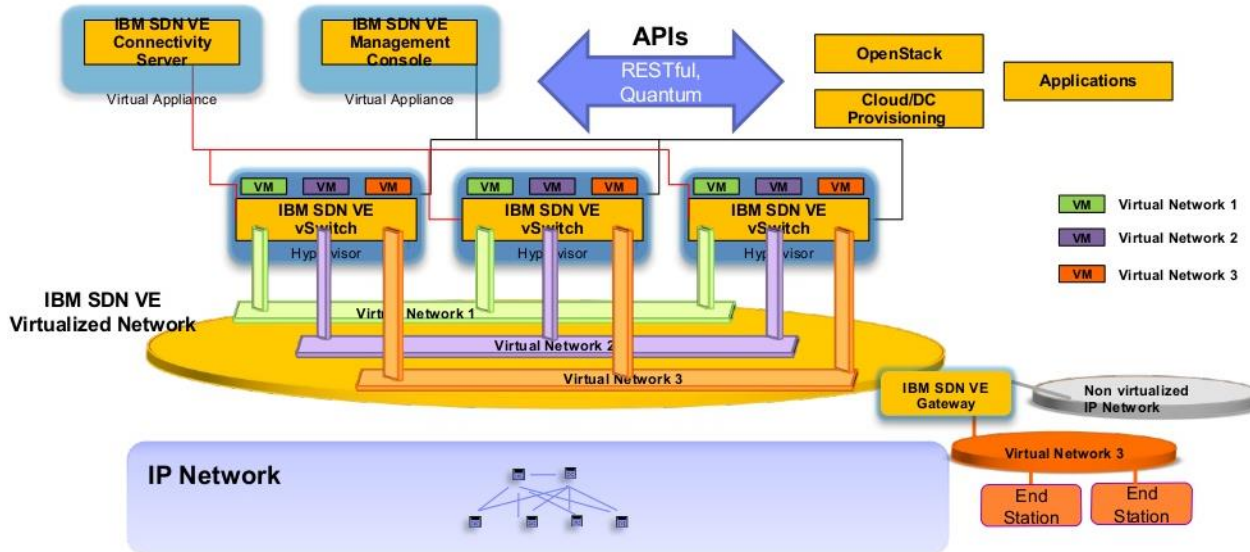 IBM SDN VE
Connectivity
Server
Virtual Appliance
IBM SDN VE
Management
Console
Virtual Appliance
APIs
RESTful,
Quantum
OpenStack
Cloud/DC
Provisioning
Applications
VM VM VM
IBM SDN VE
vSwitch
Hypervisor
VM VM VM
IBM SDN VE
vSwitch
Hypervisor
VM VM VM
IBM SDN VE
vSwitch
Hypervisor
VM Virtual Network 1
VM Virtual Network 2
VM Virtual Network 3
IBM SDN VE
Virtualized Network
Virtual Network 1
Virtual Network 2
Virtual Network 3
IBM SDN VE
Gateway
Non virtualized
IP Network
Virtual Network 3
End
Station
End
Station
IP Network